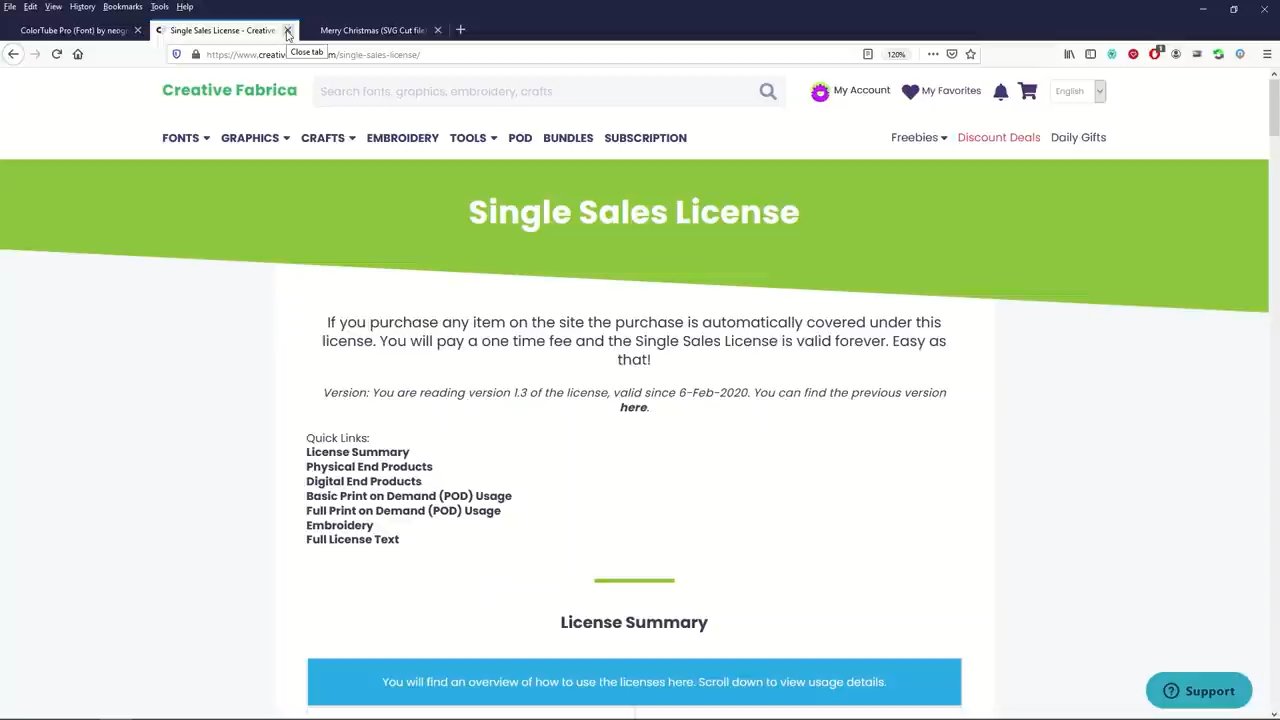 File Edit View History Bookmarks Tools Help
ColorTube Pro (Font) by neogr
Single Sales License - Creative
Merry Christmas (SVG Cut file
Close tab
https://www.creativ m/single-sales-license/
120%
1
Creative Fabrica
Search fonts, graphics, embroidery, crafts
My Account
My Favorites
English
FONTS GRAPHICS CRAFTS EMBROIDERY TOOLS POD BUNDLES SUBSCRIPTION
Freebies Discount Deals Daily Gifts
Single Sales License
If you purchase any item on the site the purchase is automatically covered under this
license. You will pay a one time fee and the Single Sales License is valid forever. Easy as
that!
Version: You are reading version 1.3 of the license, valid since 6-Feb-2020. You can find the previous version
here.
Quick Links:
License Summary
Physical End Products
Digital End Products
Basic Print on Demand (POD) Usage
Full Print on Demand (POD) Usage
Embroidery
Full License Text
License Summary
You will find an overview of how to use the licenses here. Scroll down to view usage details.
Support